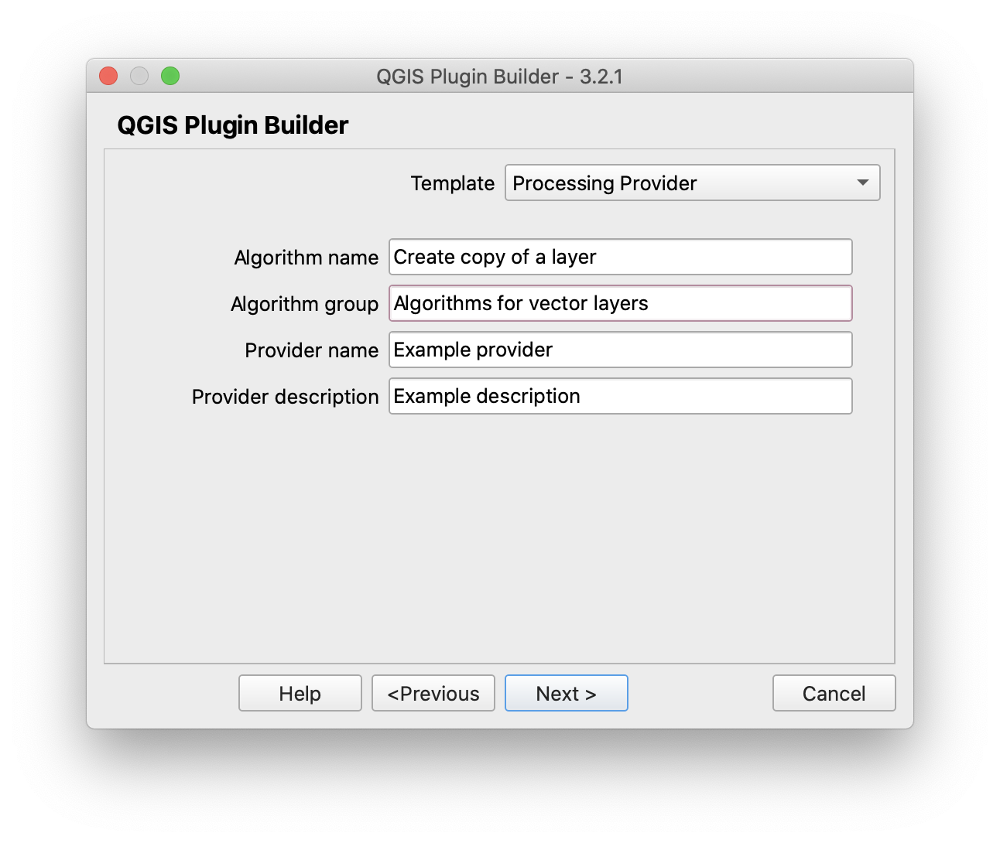 QGIS Plugin Builder - 3.2.1
QGIS Plugin Builder
Template Processing Provider
Algorithm name Create copy of a layer
Algorithm group Algorithms for vector layers
Provider name Example provider
Provider description Example description
Help <Previous Next > Cancel